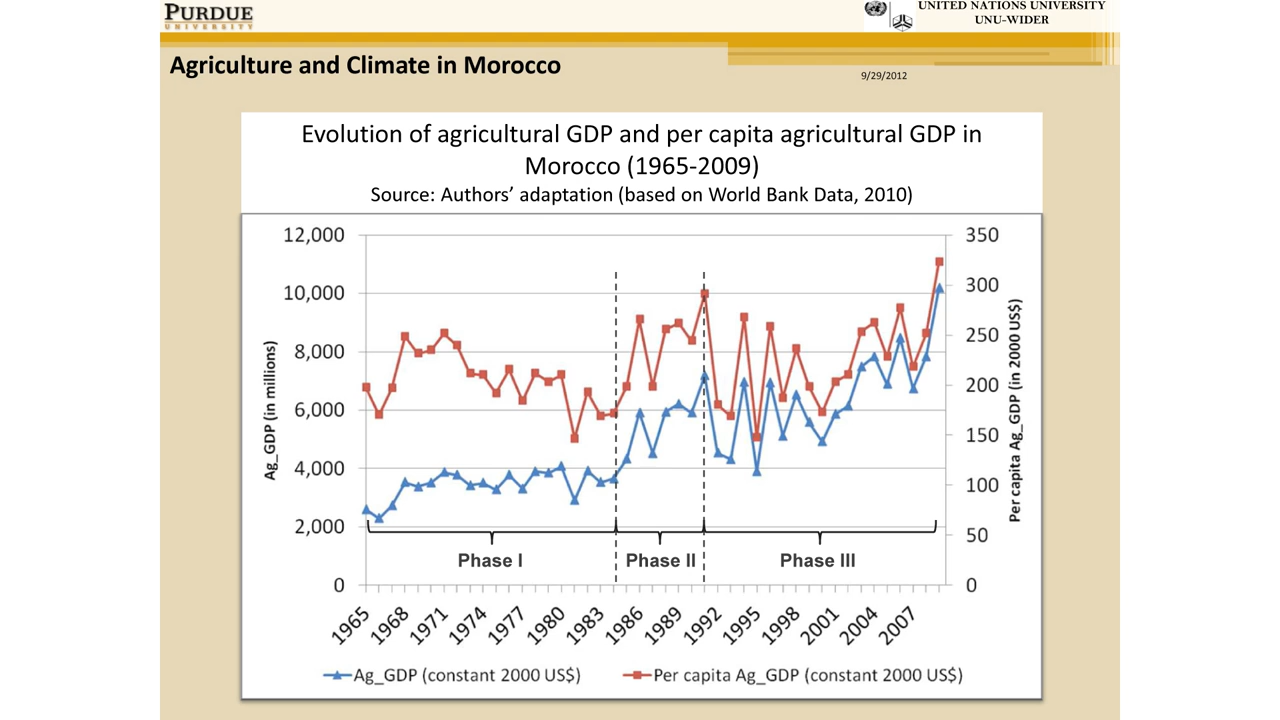 PURDUE
UNIVERSITY
UNITED NATIONS UNIVERSITY
UNU-WIDER
Agriculture and Climate in Morocco
9/29/2012
Evolution of agricultural GDP and per capita agricultural GDP in
Morocco (1965-2009)
Source: Authors’ adaptation (based on World Bank Data, 2010)
12,000
10,000
8,000
6,000
4,000
2,000
0
Ag_GDP (in millions)
350
300
250
200
150
100
50
0
Per capita Ag_GDP (in 2000 US$)
Phase I
Phase II
Phase III
1965
1968
1971
1974
1977
1980
1983
1986
1989
1992
1995
1998
2001
2004
2007
Ag_GDP (constant 2000 US$)
Per capita Ag_GDP (constant 2000 US$)